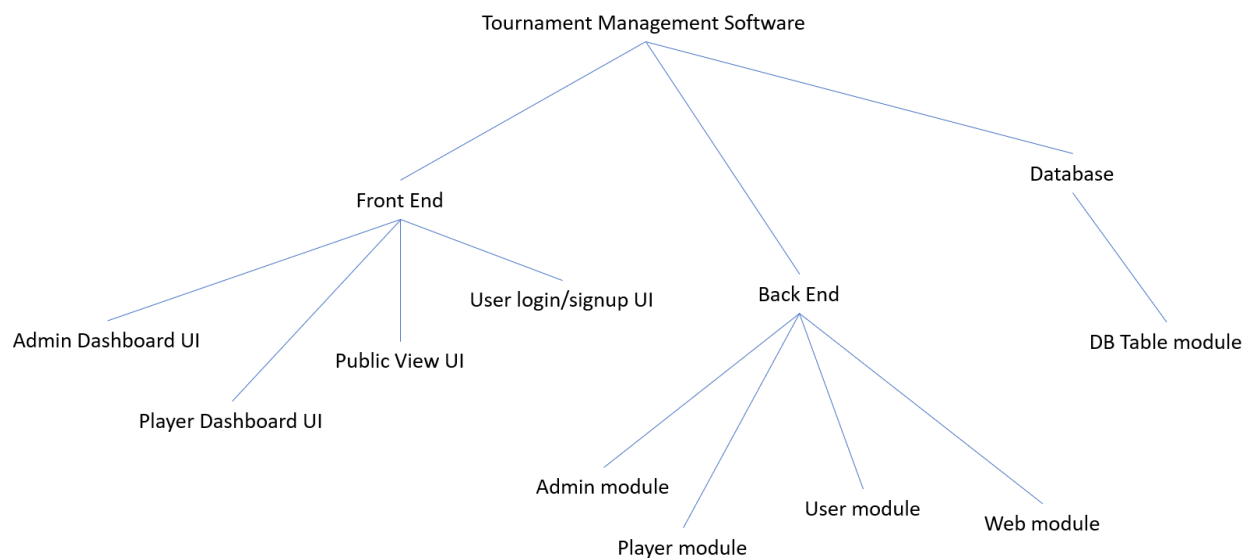 Tournament Management Software
Database
Front End
Back End
User login/signup UI
Admin Dashboard UI
DB Table module
Public View UI
Player Dashboard UI
Admin module
User module
Web module
Player module